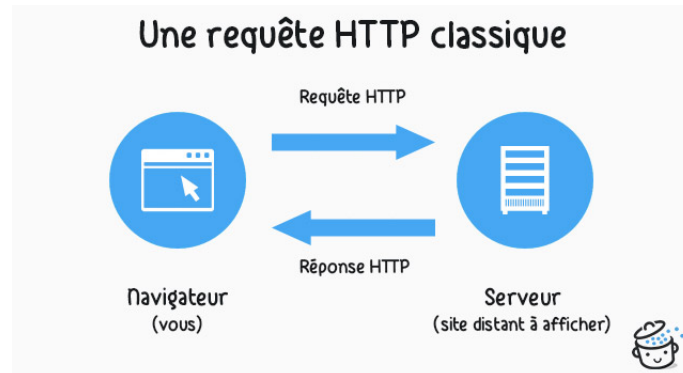 Une requête HTTP classique
Requête HTTP
Réponse HTTP
Navigateur
(vous)
Serveur
(site distant à afficher)